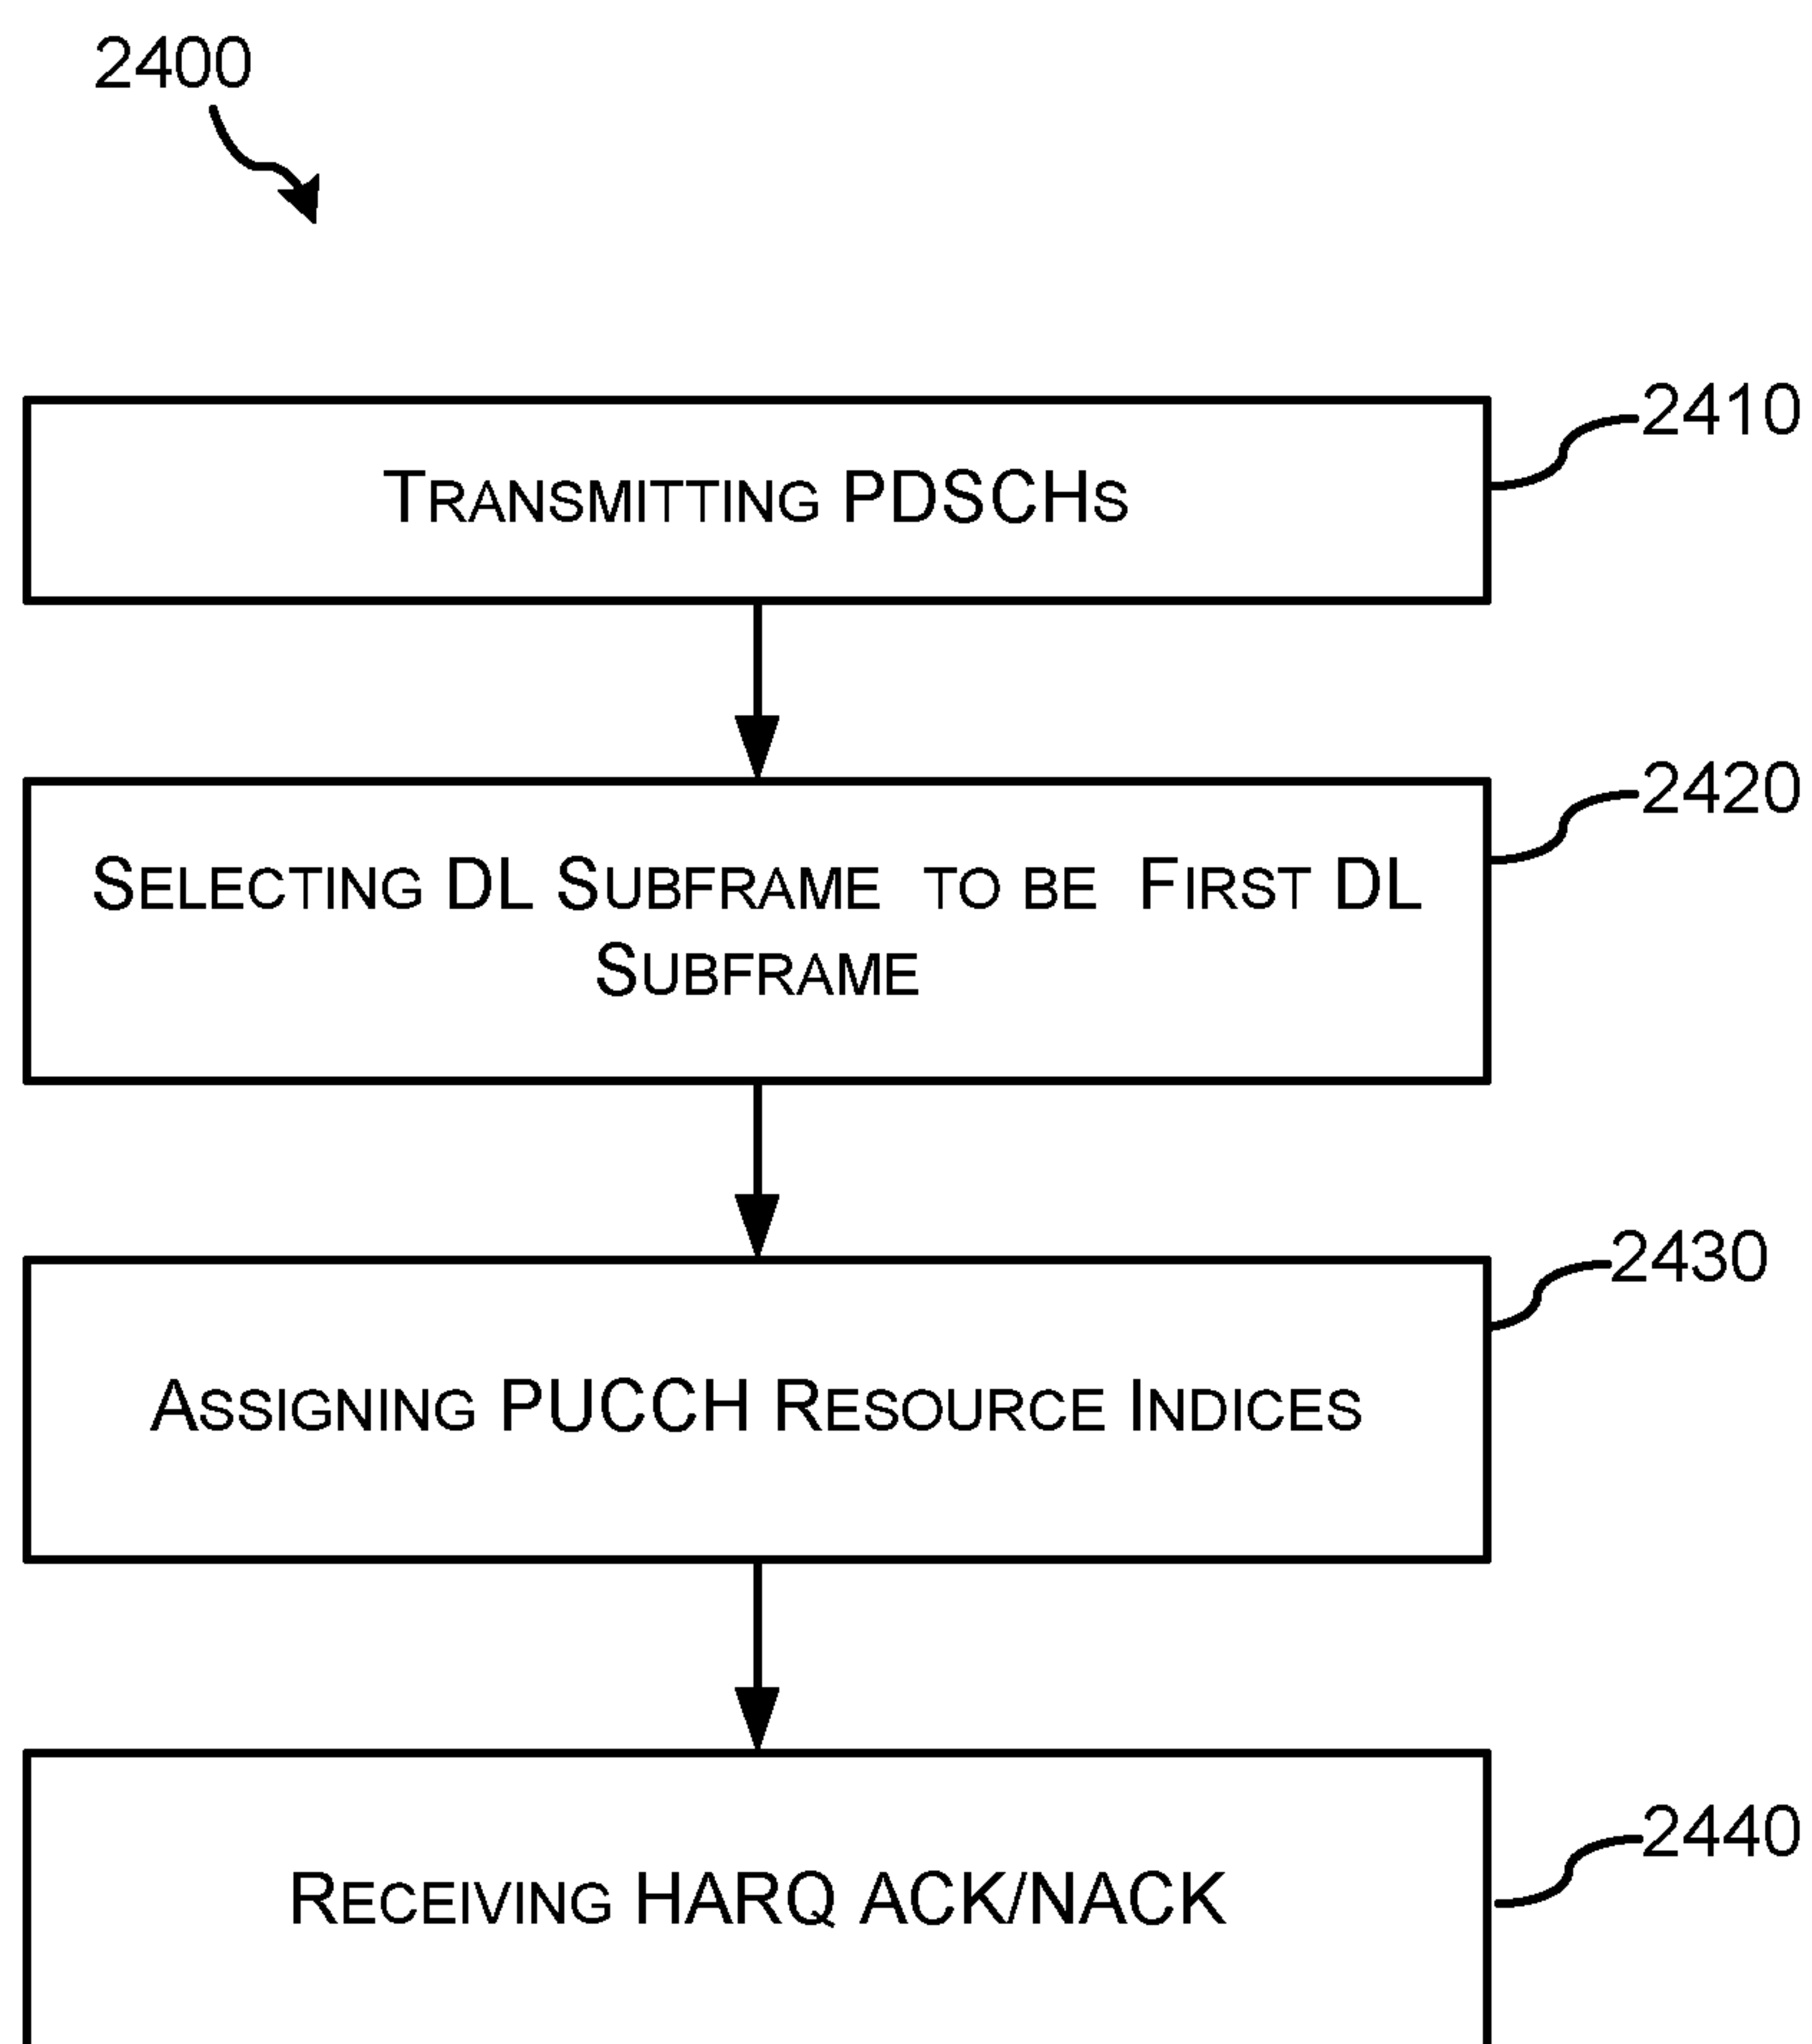 2400
Transmitting PDSCHs
2410
Selecting DL Subframe to be First DL
Subframe
2420
Assigning PUCCH Resource Indices
2430
Receiving HARQ ACK/NACK
2440